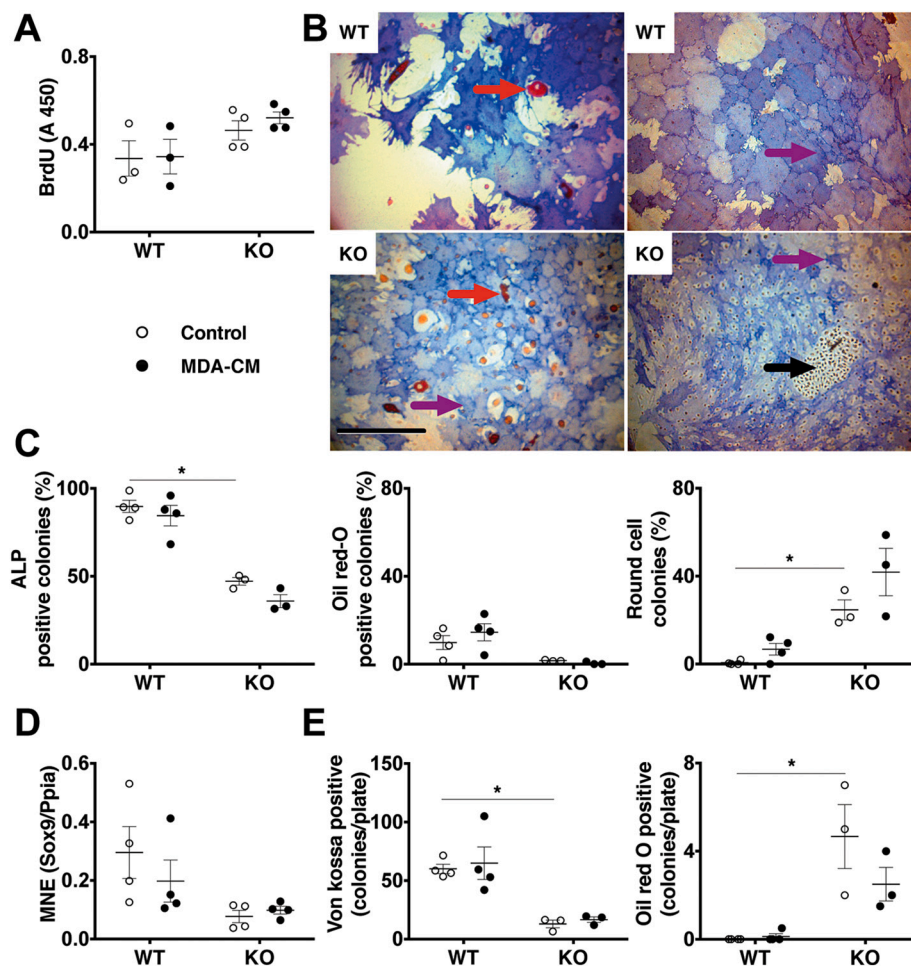 A
BrdU (A 450)
0.8
0.4
0.0
WT
KO
Control
MDA-CM
B
WT
WT
KO
KO
C
ALP
positive colonies (%)
100
50
0
*
WT
KO
Oil red-O
positive colonies (%)
80
40
0
WT
KO
Round cell
colonies (%)
80
40
0
*
WT
KO
D
MNE (Sox9/Ppia)
0.6
0.4
0.2
0.0
WT
KO
E
Von kossa positive
(colonies/plate)
150
100
50
0
*
WT
KO
Oil red O positive
(colonies/plate)
8
4
0
*
WT
KO